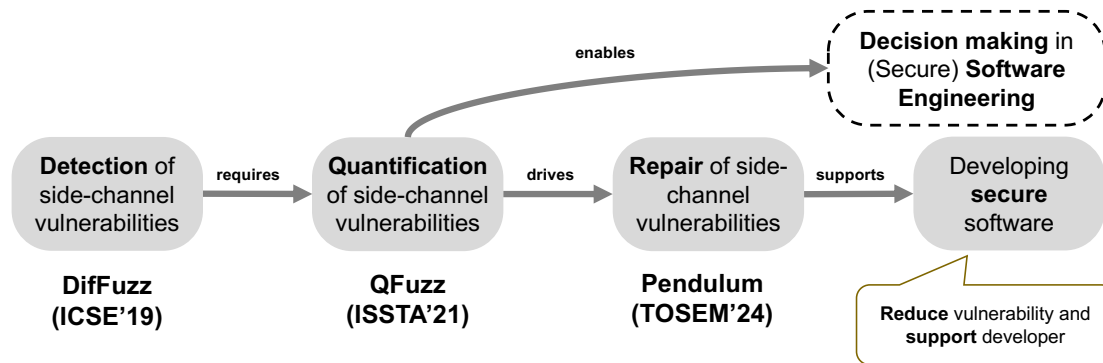 enables
Decision making in
(Secure) Software
Engineering
Detection of
side-channel
vulnerabilities
requires
Quantification
of side-channel
vulnerabilities
drives
Repair of side-
channel
vulnerabilities
supports
Developing
secure
software
DifFuzz
(ICSE’19)
QFuzz
(ISSTA’21)
Pendulum
(TOSEM’24)
Reduce vulnerability and
support developer